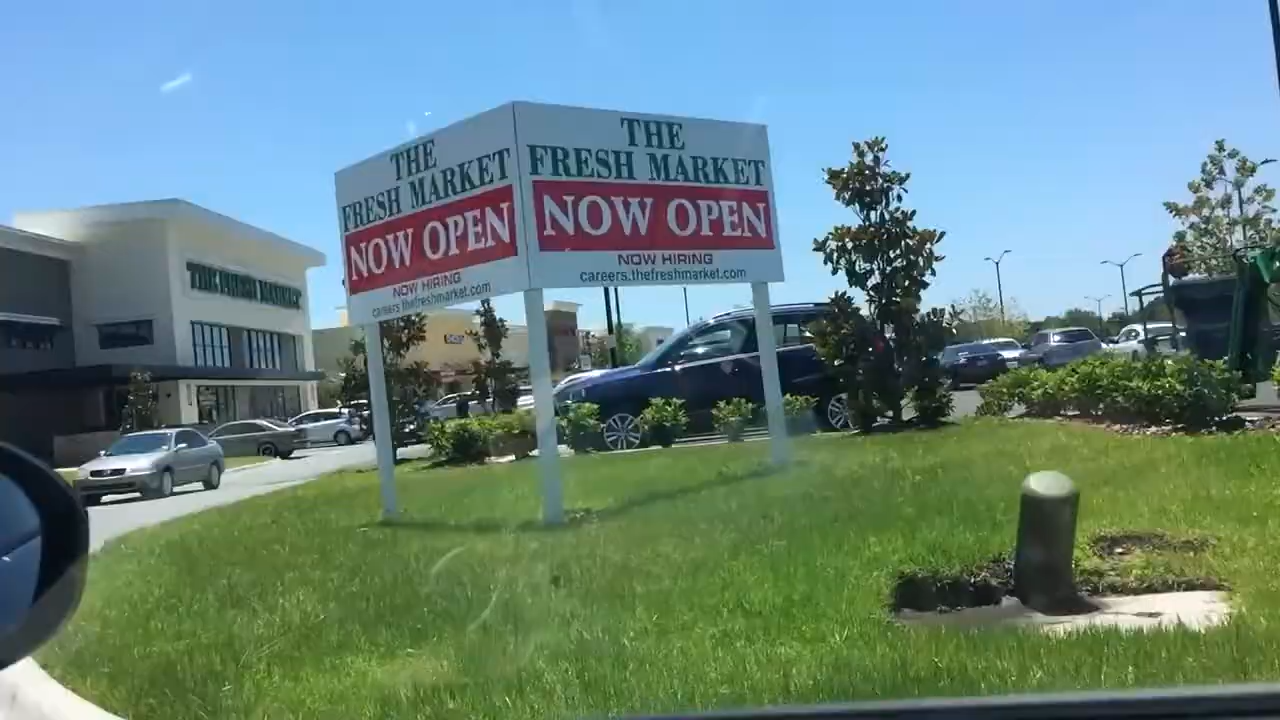 THE
FRESH MARKET
NOW OPEN
NOW HIRING
careers.thefreshmarket.com
THE
FRESH MARKET
NOW OPEN
NOW HIRING
careers.thefreshmarket.com
THE FRESH MARKET